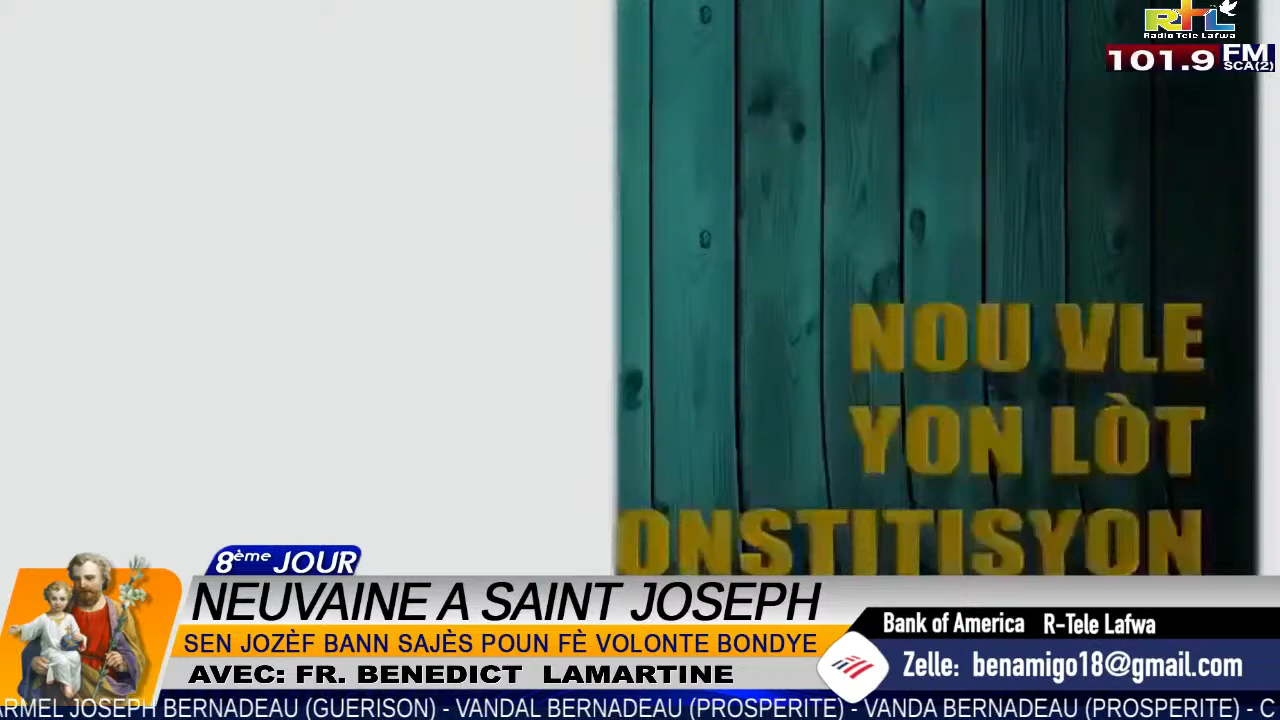 RTL
Radio Tele Lafwa
101.9 FM
SCA(2)
NOU VLE
YON LÒT
ONSTITISYON
8ème JOUR
NEUVAINE A SAINT JOSEPH
SEN JOZÈF BANN SAJÈS POUN FÈ VOLONTE BONDYE
AVEC: FR. BENEDICT LAMARTINE
Bank of America R-Tele Lafwa
Zelle: benamigo18@gmail.com
ARMEL JOSEPH BERNADEAU (GUERISON) - VANDAL BERNADEAU (PROSPERITE) - VANDA BERNADEAU (PROSPERITE) - C